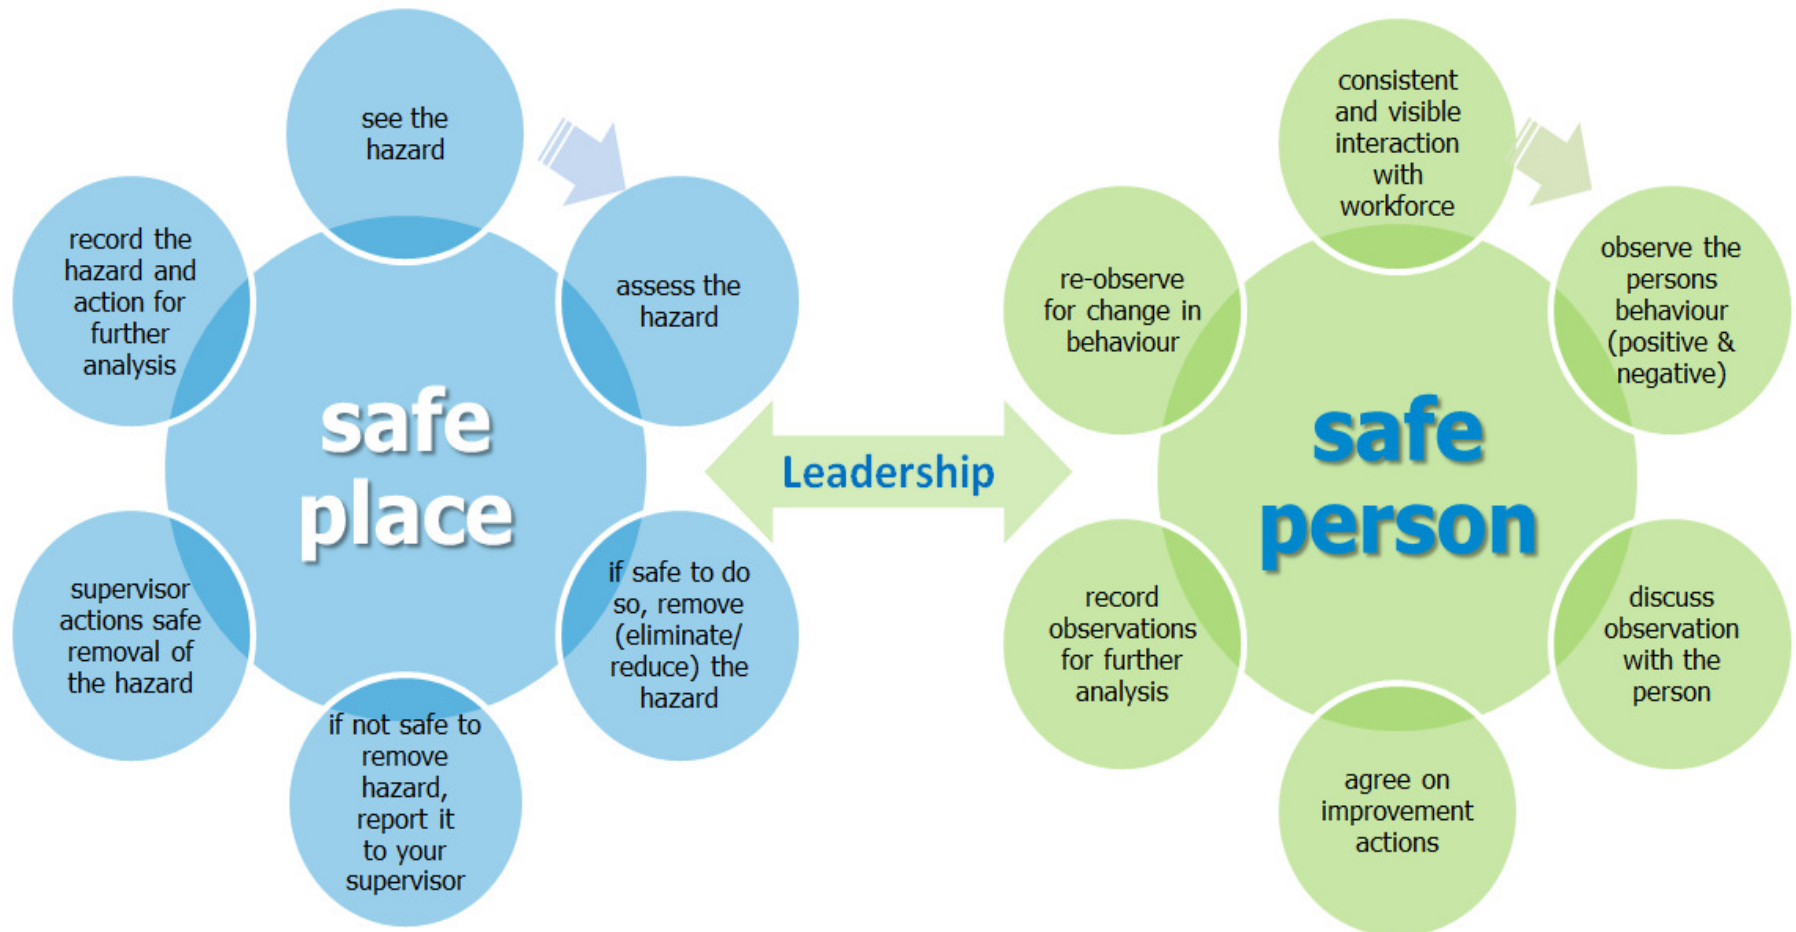 see the
hazard
assess the
hazard
if safe to do
so, remove
(eliminate/
reduce) the
hazard
if not safe to
remove
hazard,
report it
to your
supervisor
supervisor
actions safe
removal of
the hazard
record the
hazard and
action for
further
analysis
safe
place
Leadership
consistent
and visible
interaction
with
workforce
observe the
persons
behaviour
(positive &
negative)
discuss
observation
with the
person
agree on
improvement
actions
record
observations
for further
analysis
re-observe
for change in
behaviour
safe
person